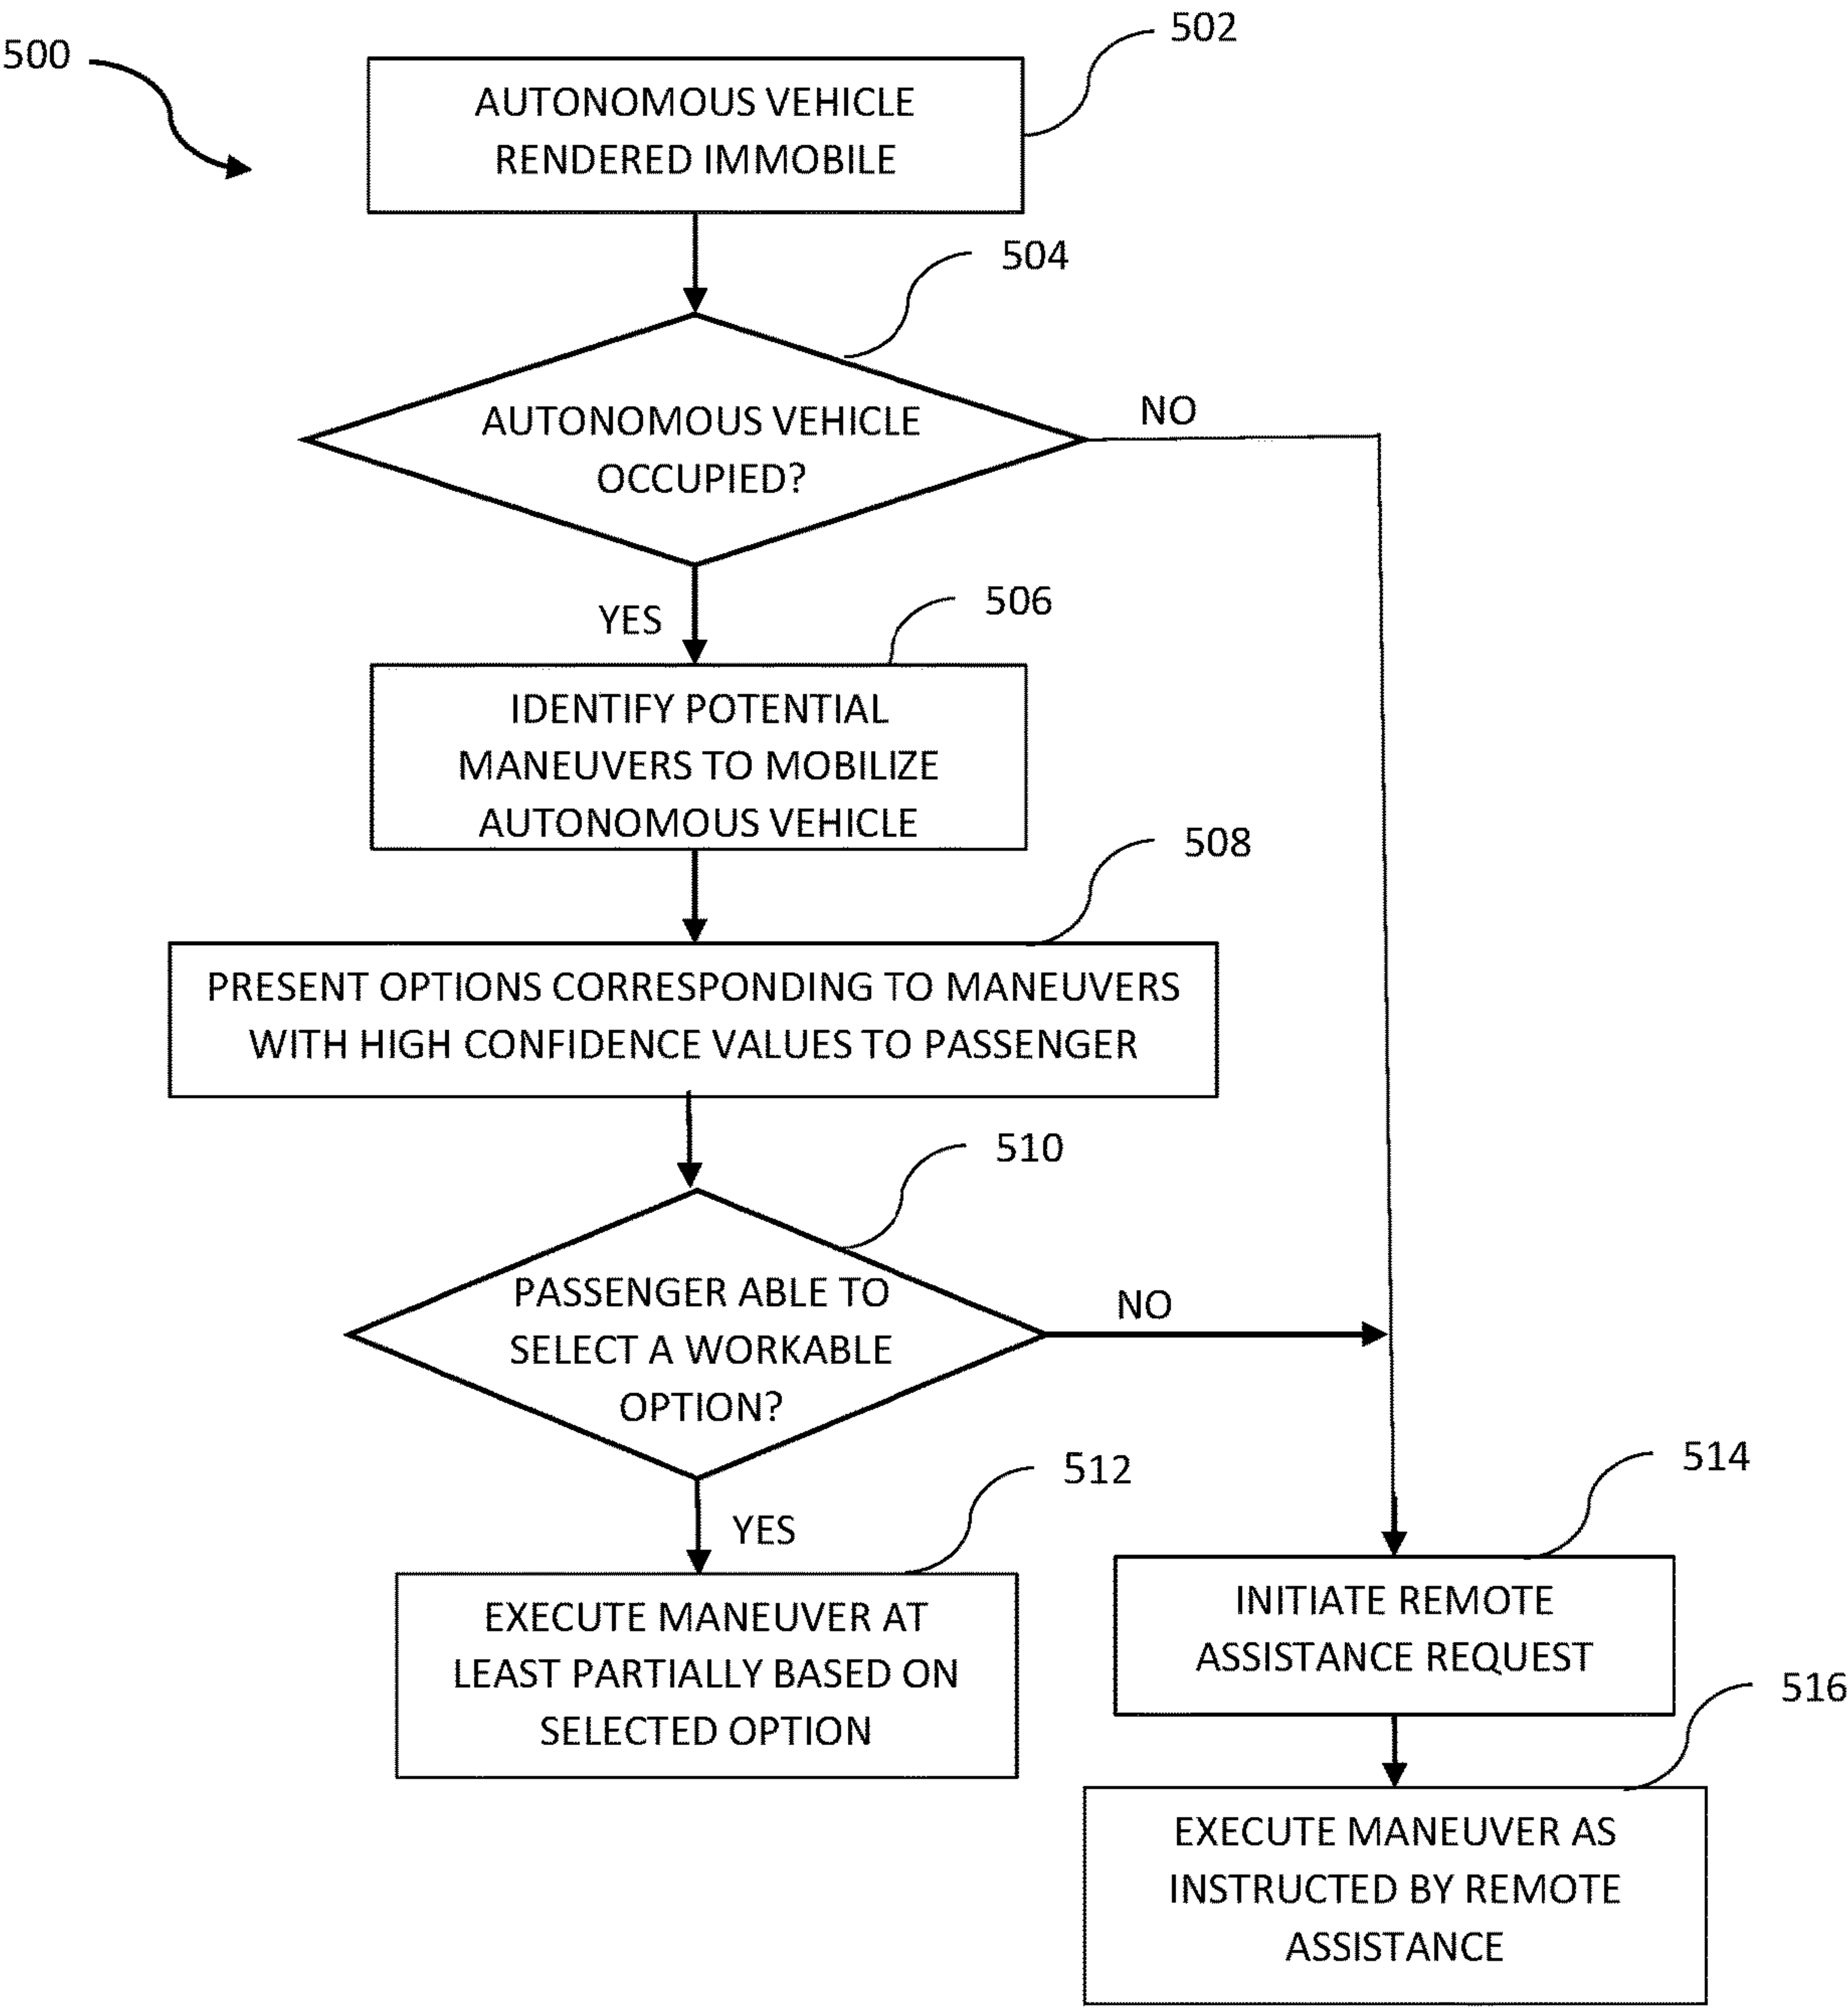 500
502
AUTONOMOUS VEHICLE
RENDERED IMMOBILE
504
AUTONOMOUS VEHICLE
OCCUPIED?
NO
YES
506
IDENTIFY POTENTIAL
MANEUVERS TO MOBILIZE
AUTONOMOUS VEHICLE
508
PRESENT OPTIONS CORRESPONDING TO MANEUVERS
WITH HIGH CONFIDENCE VALUES TO PASSENGER
510
PASSENGER ABLE TO
SELECT A WORKABLE
OPTION?
NO
YES
512
EXECUTE MANEUVER AT
LEAST PARTIALLY BASED ON
SELECTED OPTION
514
INITIATE REMOTE
ASSISTANCE REQUEST
516
EXECUTE MANEUVER AS
INSTRUCTED BY REMOTE
ASSISTANCE